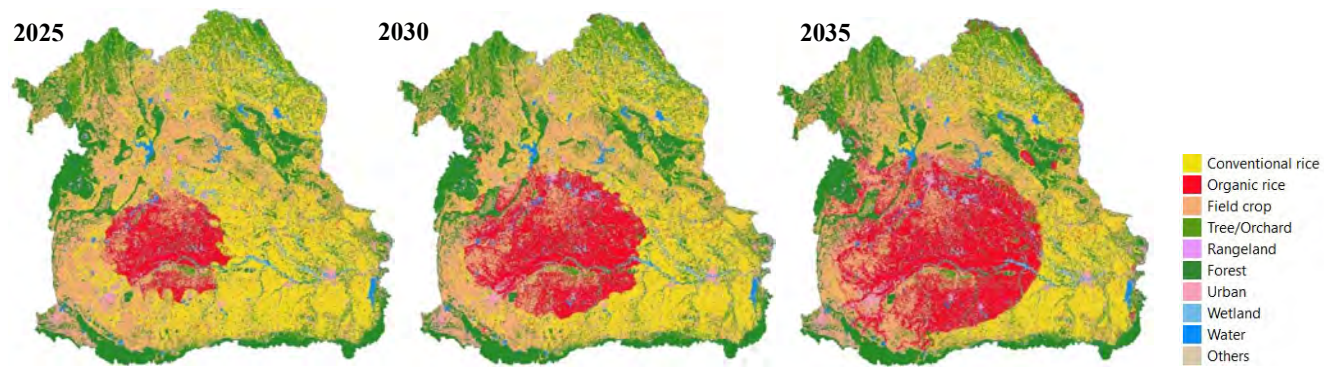 2025
2030
2035
Conventional rice
Organic rice
Field crop
Tree/Orchard
Rangeland
Forest
Urban
Wetland
Water
Others